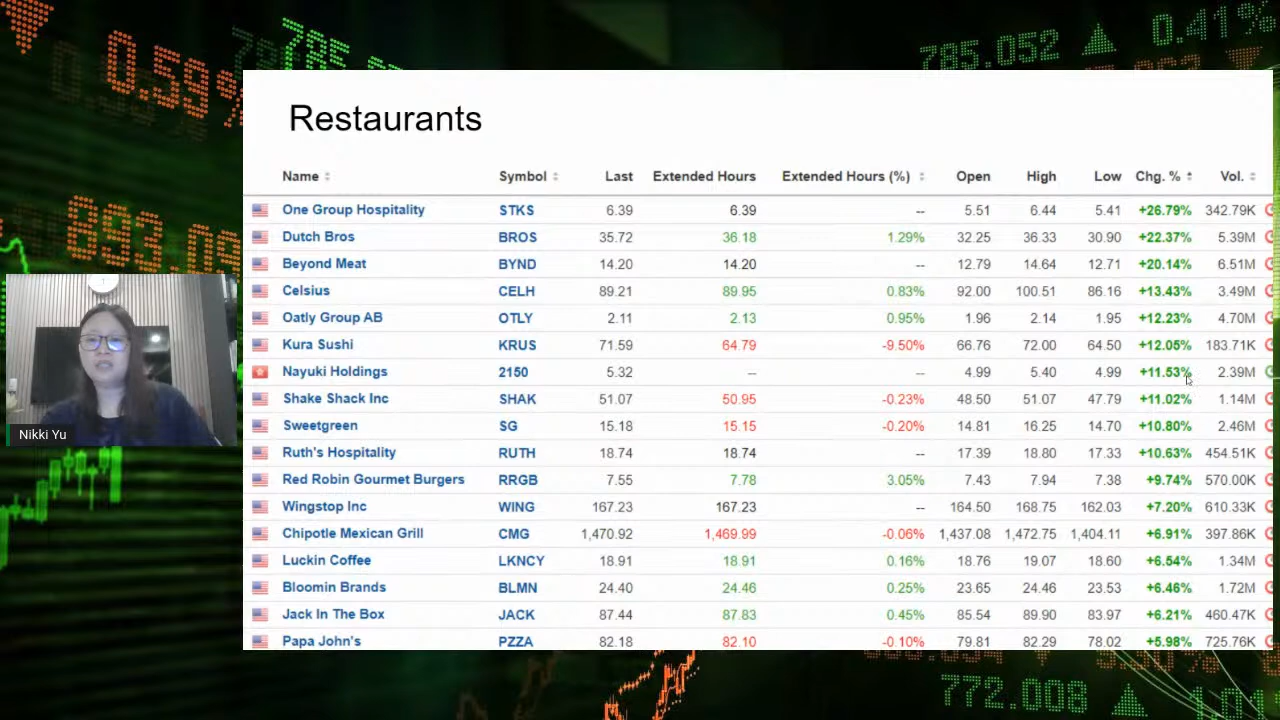 0.59%
785
785.052 ▲ 0.41%
893.09
Restaurants
Name Symbol Last Extended Hours Extended Hours (%) Open High Low Chg. % Vol.
One Group Hospitality STKS 6.39 6.39 -- 5.51 6.44 5.41 +26.79% 342.79K
Dutch Bros BROS 35.72 36.18 1.29% 32.25 36.33 30.90 +22.37% 5.39M
Beyond Meat BYND 14.20 14.20 -- 12.79 14.64 12.71 +20.14% 6.51M
Celsius CELH 89.21 89.95 0.83% 92.00 100.51 86.16 +13.43% 3.49M
Oatly Group AB OTLY 2.11 2.13 0.95% 1.96 2.14 1.95 +12.23% 4.70M
Kura Sushi KRUS 71.59 64.79 -9.50% 66.76 72.00 64.50 +12.05% 183.71K
Nayuki Holdings 2150 5.32 -- -- 4.99 5.40 4.99 +11.53% 2.39M
Shake Shack Inc SHAK 51.07 50.95 -0.23% 48.50 51.07 47.79 +11.02% 1.14M
Sweetgreen SG 15.18 15.15 -0.20% 14.81 16.25 14.70 +10.80% 2.46M
Ruth's Hospitality RUTH 18.74 18.74 -- 17.39 18.80 17.33 +10.63% 454.51K
Red Robin Gourmet Burgers RRGB 7.55 7.78 3.05% 7.43 7.94 7.38 +9.74% 570.00K
Wingstop Inc WING 167.23 167.23 -- 164.50 168.75 162.03 +7.20% 610.33K
Chipotle Mexican Grill CMG 1,470.92 1,469.99 -0.06% 1,437.08 1,472.75 1,404.11 +6.91% 397.86K
Luckin Coffee LKNCY 18.91 18.91 0.16% 18.76 19.07 18.60 +6.54% 1.34M
Bloomin Brands BLMN 24.40 24.46 0.25% 23.65 24.46 23.53 +6.46% 1.72M
Jack In The Box JACK 87.44 87.83 0.45% 85.54 89.90 83.97 +6.21% 460.47K
Papa John's PZZA 82.18 82.10 -0.10% 79.81 82.29 78.02 +5.98% 725.76K
Nikki Yu
772.008 ▲